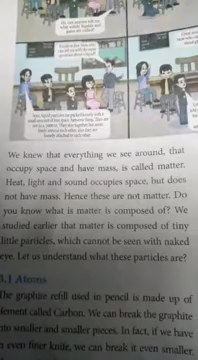 We knew that everything we see around, that
occupy space and have mass, is called matter.
Heat, light and sound occupies space, but does
not have mass. Hence these are not matter. Do
you know what is matter is composed of? We
studied earlier that matter is composed of tiny
little particles, which cannot be seen with naked
eye. Let us understand what these particles are?
3.1 Atoms
The graphite refill used in pencil is made up of
element called Carbon. We can break the graphite
into smaller and smaller pieces. In fact, if we have
even finer knife, we can break it even smaller.